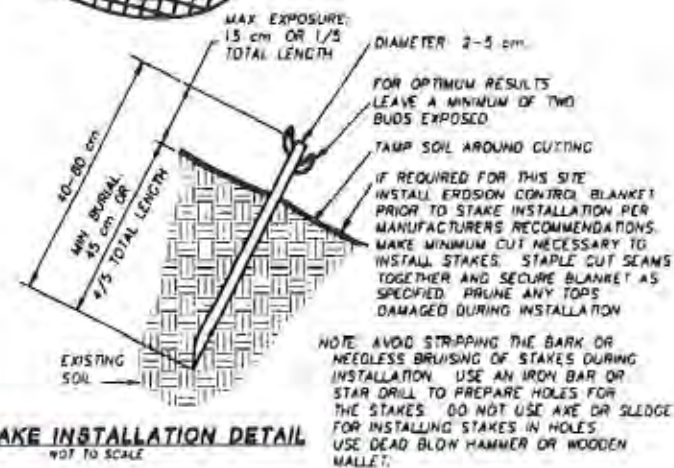 MAX. EXPOSURE:
15 cm OR 1/5
TOTAL LENGTH
DIAMETER 2-5 cm.
FOR OPTIMUM RESULTS
LEAVE A MINIMUM OF TWO
BUDS EXPOSED
TAMP SOIL AROUND CUTTING
IF REQUIRED FOR THIS SITE
INSTALL EROSION CONTROL BLANKET
PRIOR TO STAKE INSTALLATION PER
MANUFACTURERS RECOMMENDATIONS.
MAKE MINIMUM CUT NECESSARY TO
INSTALL STAKES. STAPLE CUT SEAMS
TOGETHER AND SECURE BLANKET AS
SPECIFIED. PRUNE ANY TOPS
DAMAGED DURING INSTALLATION
40-80 cm
MIN BURIAL
45 cm OR
4/5 TOTAL LENGTH
EXISTING
SOIL
NOTE: AVOID STRIPPING THE BARK OR
NEEDLESS BRUISING OF STAKES DURING
INSTALLATION. USE AN IRON BAR OR
STAR DRILL TO PREPARE HOLES FOR
THE STAKES. DO NOT USE AXE OR SLEDGE
FOR INSTALLING STAKES IN HOLES.
USE DEAD BLOW HAMMER OR WOODEN
MALLET.
AKE INSTALLATION DETAIL
NOT TO SCALE